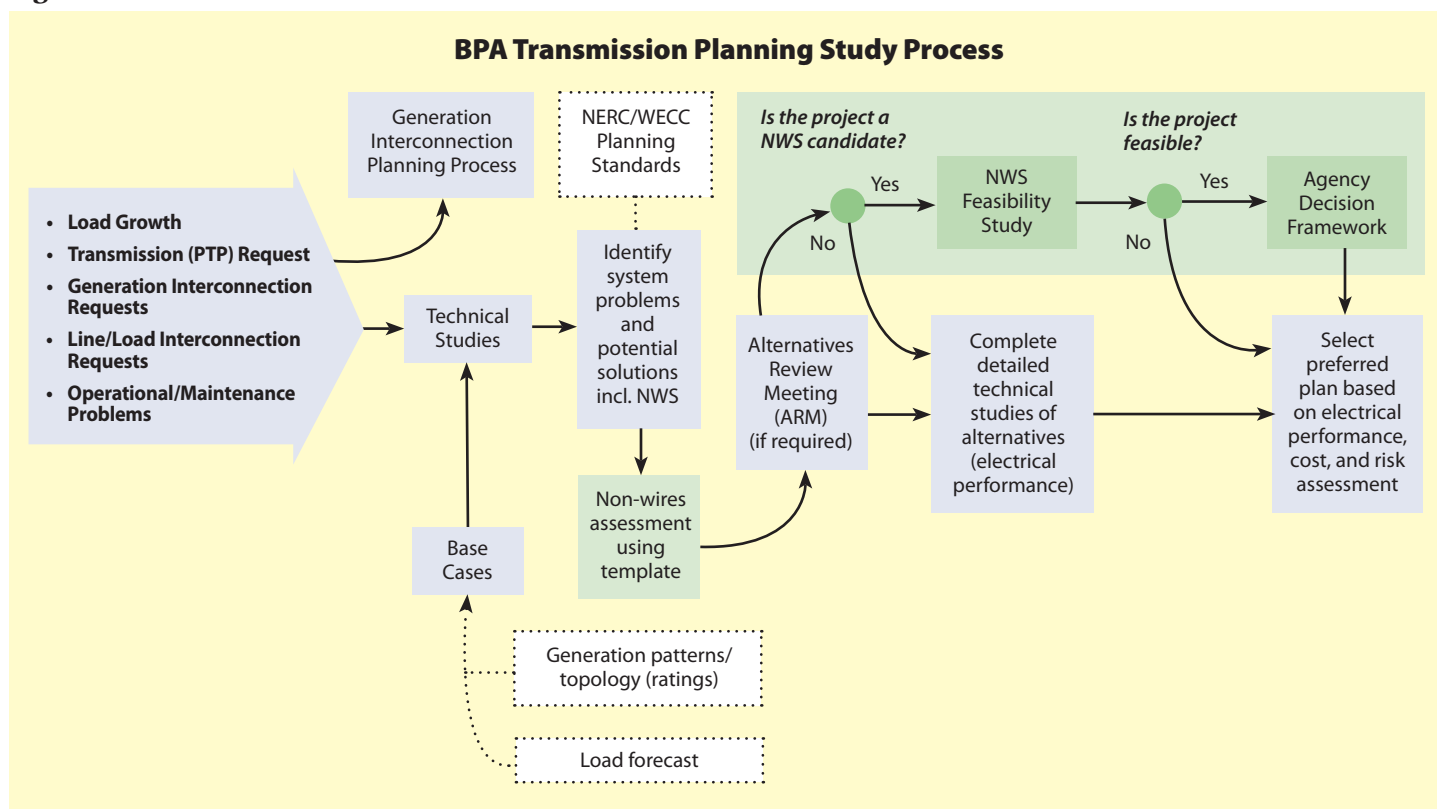 BPA Transmission Planning Study Process
Generation
Interconnection
Planning Process
NERC/WECC
Planning
Standards
Is the project a
NWS candidate?
Is the project
feasible?
Yes
NWS
Feasibility
Study
Yes
Agency
Decision
Framework
No
No
• Load Growth
• Transmission (PTP) Request
• Generation Interconnection
Requests
• Line/Load Interconnection
Requests
• Operational/Maintenance
Problems
Technical
Studies
Identify
system
problems
and
potential
solutions
incl. NWS
Alternatives
Review
Meeting
(ARM)
(if required)
Complete
detailed
technical
studies of
alternatives
(electrical
performance)
Select
preferred
plan based
on electrical
performance,
cost, and risk
assessment
Non-wires
assessment
using
template
Base
Cases
Generation patterns/
topology (ratings)
Load forecast